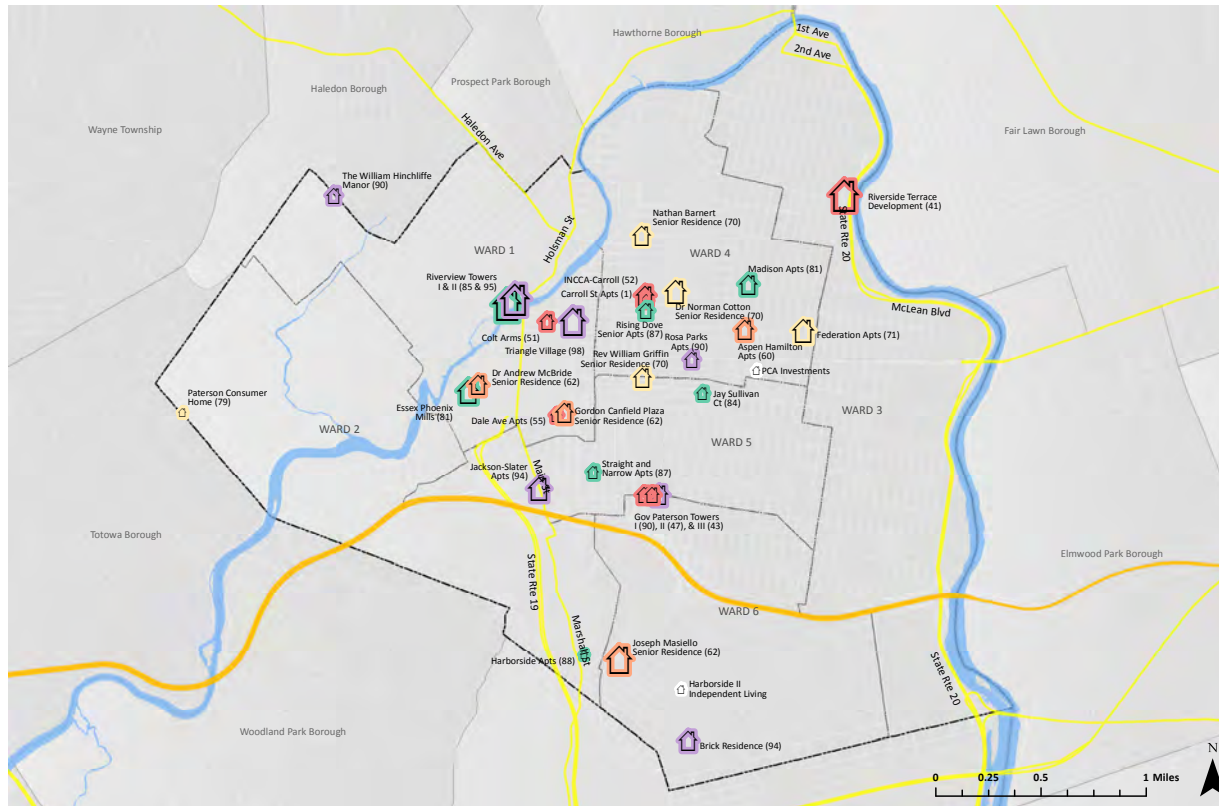 Hawthorne Borough
1st Ave
2nd Ave
Prospect Park Borough
Haledon Borough
Wayne Township
Fair Lawn Borough
Haledon Ave
The William Hinchliffe
Manor (90)
Riverside Terrace
Development (41)
State Rte 20
Nathan Barnert
Senior Residence (70)
Holsman St
WARD 1
WARD 4
Riverview Towers
I & II (85 & 95)
INCCA-Carroll (52)
Carroll St Apts (1)
Madison Apts (81)
Dr Norman Cotton
Senior Residence (70)
McLean Blvd
Rising Dove
Senior Apts (87)
Colt Arms (51)
Triangle Village (98)
Rosa Parks
Apts (90)
Aspen Hamilton
Apts (60)
Federation Apts (71)
Rev William Griffin
Senior Residence (70)
PCA Investments
Dr Andrew McBride
Senior Residence (62)
Paterson Consumer
Home (79)
Essex Phoenix
Mills (81)
Jay Sullivan
Ct (84)
WARD 3
Dale Ave Apts (55)
Gordon Canfield Plaza
Senior Residence (62)
WARD 2
WARD 5
Jackson-Slater
Apts (94)
Main St
Straight and
Narrow Apts (87)
Gov Paterson Towers
I (90), II (47), & III (43)
Totowa Borough
Elmwood Park Borough
State Rte 19
WARD 6
Marshall St
Harborside Apts (88)
Joseph Masiello
Senior Residence (62)
State Rte 20
Harborside II
Independent Living
Woodland Park Borough
Brick Residence (94)
N
0 0.25 0.5 1 Miles